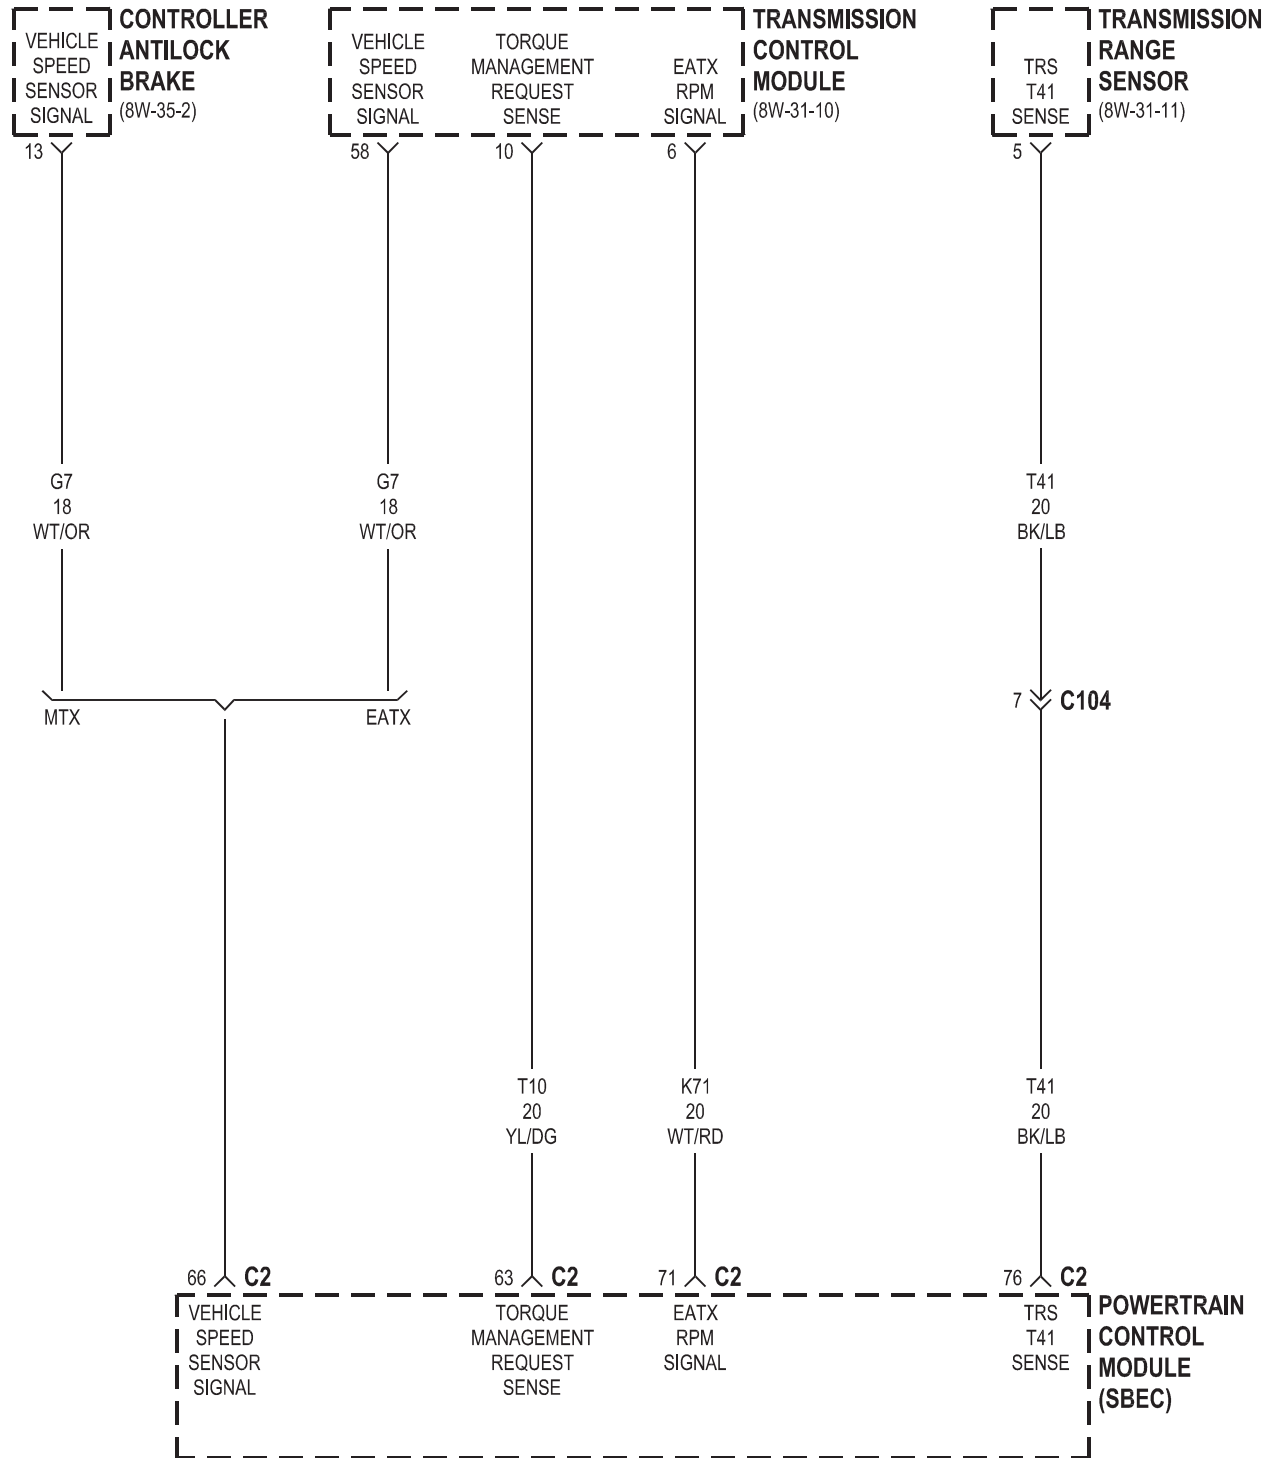 CONTROLLER
ANTILOCK
BRAKE
(8W-35-2)
VEHICLE
SPEED
SENSOR
SIGNAL
13
TRANSMISSION
CONTROL
MODULE
(8W-31-10)
VEHICLE
SPEED
SENSOR
SIGNAL
58
TORQUE
MANAGEMENT
REQUEST
SENSE
10
EATX
RPM
SIGNAL
6
TRANSMISSION
RANGE
SENSOR
(8W-31-11)
TRS
T41
SENSE
5
G7
18
WT/OR
G7
18
WT/OR
T41
20
BK/LB
MTX
EATX
7 C104
T10
20
YL/DG
K71
20
WT/RD
T41
20
BK/LB
66 C2
63 C2
71 C2
76 C2
VEHICLE
SPEED
SENSOR
SIGNAL
TORQUE
MANAGEMENT
REQUEST
SENSE
EATX
RPM
SIGNAL
TRS
T41
SENSE
POWERTRAIN
CONTROL
MODULE
(SBEC)